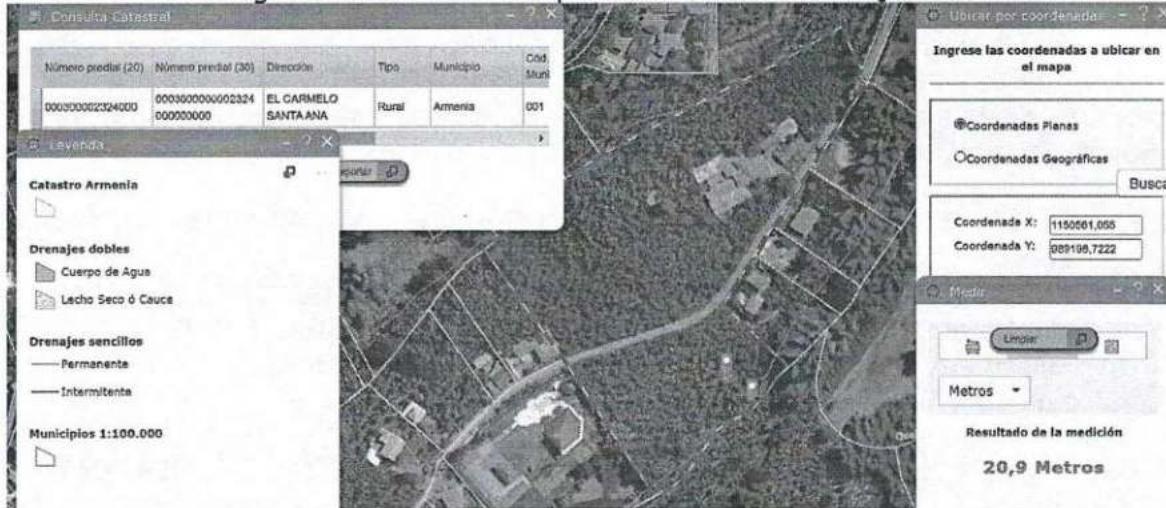 Consulta Catastral
Número predial (20) Número predial (30) Dirección Tipo Municipio Cód. Muni
000300002324000 0003000000002324 000000000 EL CARMELO SANTA ANA Rural Armenia 001
Leyenda
Catastro Armenia
Drenajes dobles
Cuerpo de Agua
Lecho Seco ó Cauce
Drenajes sencillos
Permanente
Intermitente
Municipios 1:100.000
Ubicar por coordenadas
Ingrese las coordenadas a ubicar en
el mapa
Coordenadas Planas
Coordenadas Geográficas
Busca
Coordenada X: 1150561,055
Coordenada Y: 989198,7222
Medir
Limpiar
Metros
Resultado de la medición
20,9 Metros